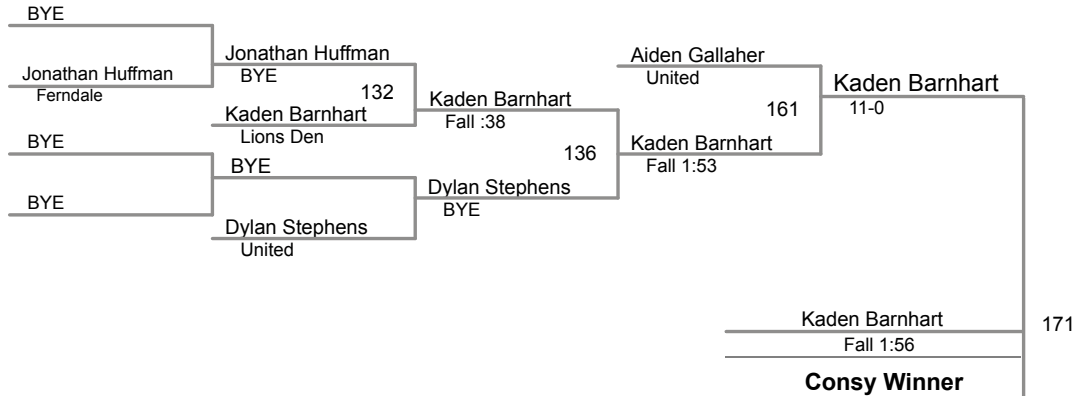 BYE
Jonathan Huffman
Ferndale
BYE
BYE
Jonathan Huffman
BYE
132
Kaden Barnhart
Lions Den
BYE
Dylan Stephens
United
Kaden Barnhart
Fall :38
136
Dylan Stephens
BYE
Aiden Gallaher
United
161
Kaden Barnhart
Fall 1:53
Kaden Barnhart
11-0
Kaden Barnhart
171
Fall 1:56
Consy Winner